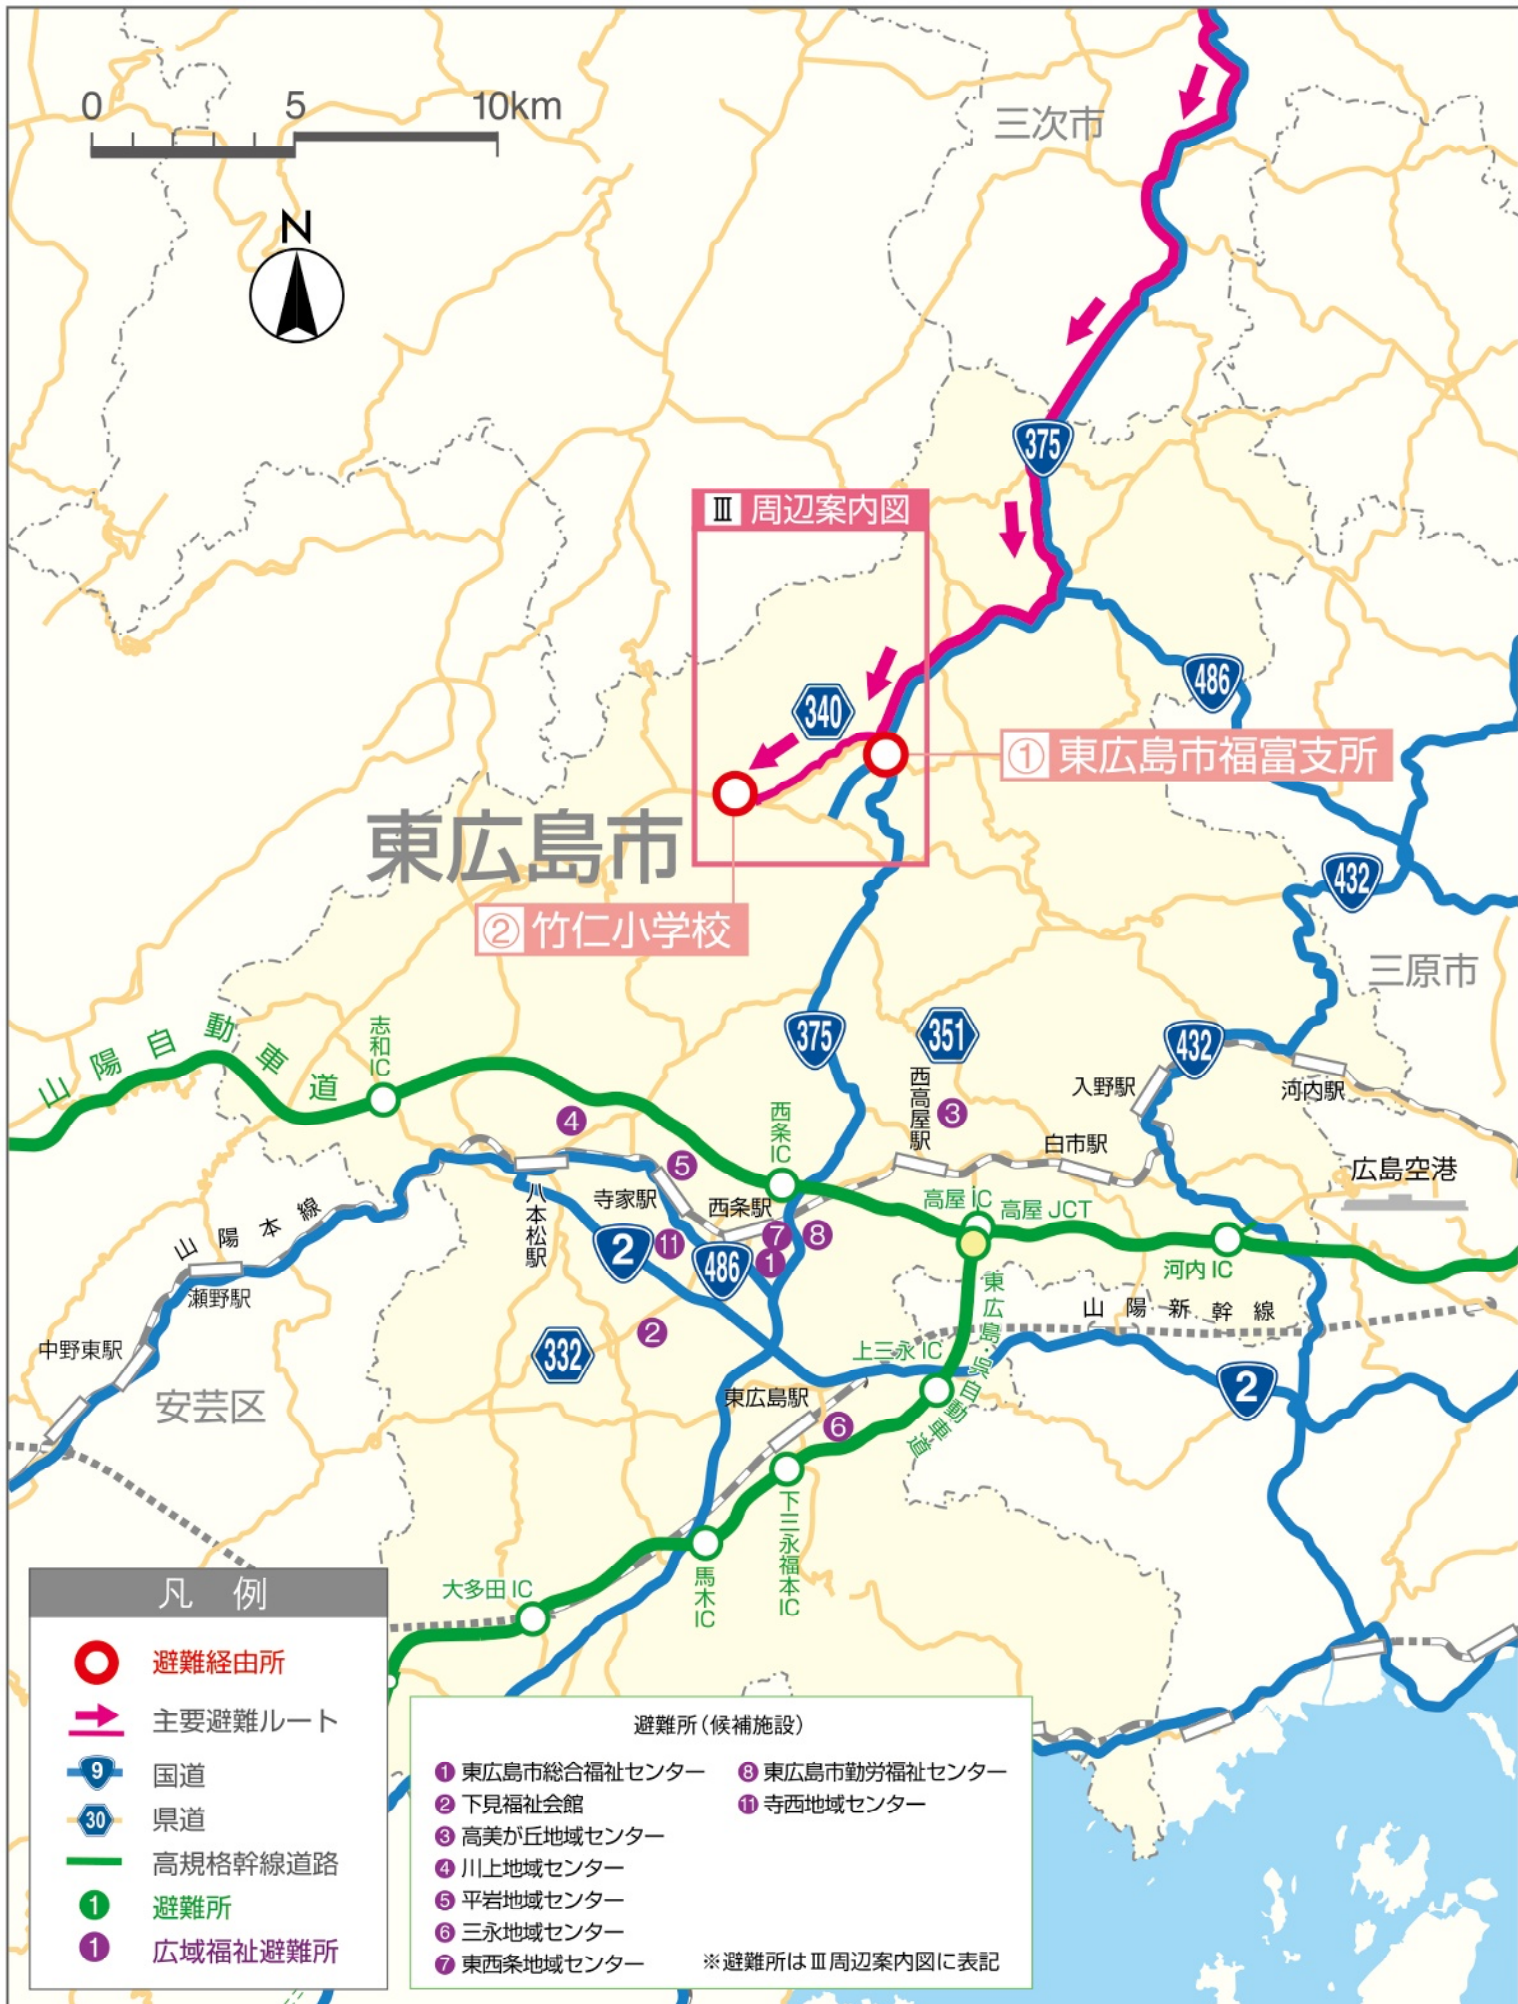 0 5 10km
N
三次市
375
Ⅲ 周辺案内図
486
340
① 東広島市福富支所
東広島市
432
② 竹仁小学校
三原市
山陽自動車道
志和IC
375
351
432
西高屋駅
入野駅
河内駅
③
④
西条IC
白市駅
⑤
広島空港
寺家駅
西条駅
高屋IC
高屋JCT
八本松駅
山陽本線
2
⑪
486
⑦
⑧
①
河内IC
瀬野駅
東広島・呉自動車道
山陽新幹線
中野東駅
②
332
上三永IC
安芸区
東広島駅
2
⑥
下三永福本IC
馬木IC
大多田IC
凡例
避難経由所
主要避難ルート
9 国道
30 県道
高規格幹線道路
1 避難所
1 広域福祉避難所
避難所(候補施設)
① 東広島市総合福祉センター
② 下見福祉会館
③ 高美が丘地域センター
④ 川上地域センター
⑤ 平岩地域センター
⑥ 三永地域センター
⑦ 東西条地域センター
⑧ 東広島市勤労福祉センター
⑪ 寺西地域センター
※避難所はⅢ周辺案内図に表記